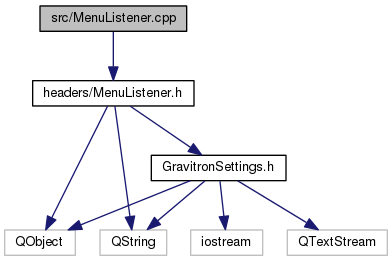 src/MenuListener.cpp
headers/MenuListener.h
GravitronSettings.h
QObject
QString
iostream
QTextStream